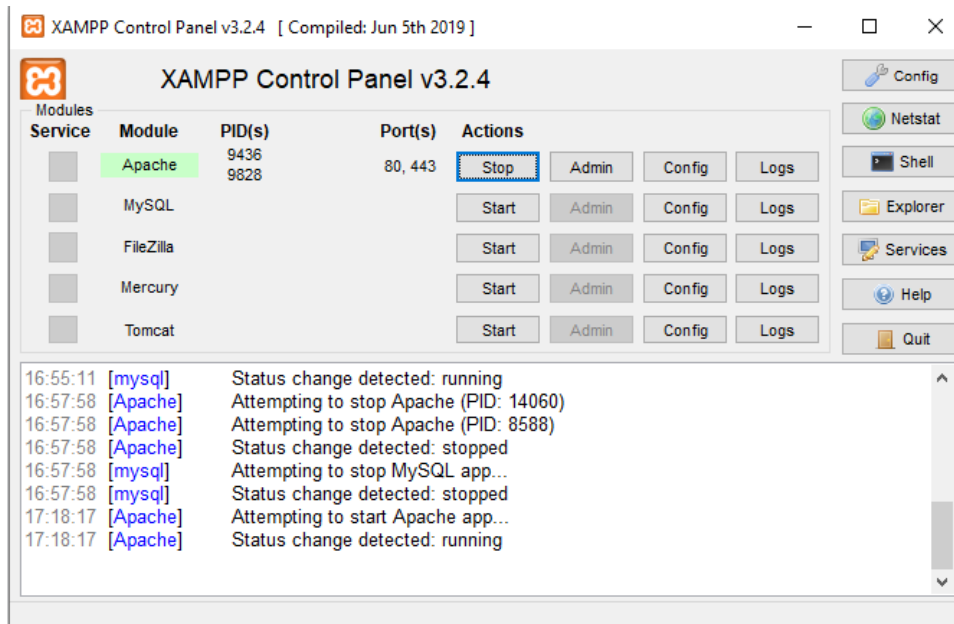 XAMPP Control Panel v3.2.4 [ Compiled: Jun 5th 2019 ]
XAMPP Control Panel v3.2.4
Config
Modules
Service Module PID(s) Port(s) Actions
Netstat
Apache 9436 80, 443 Stop Admin Config Logs
9828
Shell
MySQL Start Admin Config Logs
Explorer
FileZilla Start Admin Config Logs
Services
Mercury Start Admin Config Logs
Help
Tomcat Start Admin Config Logs
Quit
16:55:11 [mysql] Status change detected: running
16:57:58 [Apache] Attempting to stop Apache (PID: 14060)
16:57:58 [Apache] Attempting to stop Apache (PID: 8588)
16:57:58 [Apache] Status change detected: stopped
16:57:58 [mysql] Attempting to stop MySQL app...
16:57:58 [mysql] Status change detected: stopped
17:18:17 [Apache] Attempting to start Apache app...
17:18:17 [Apache] Status change detected: running